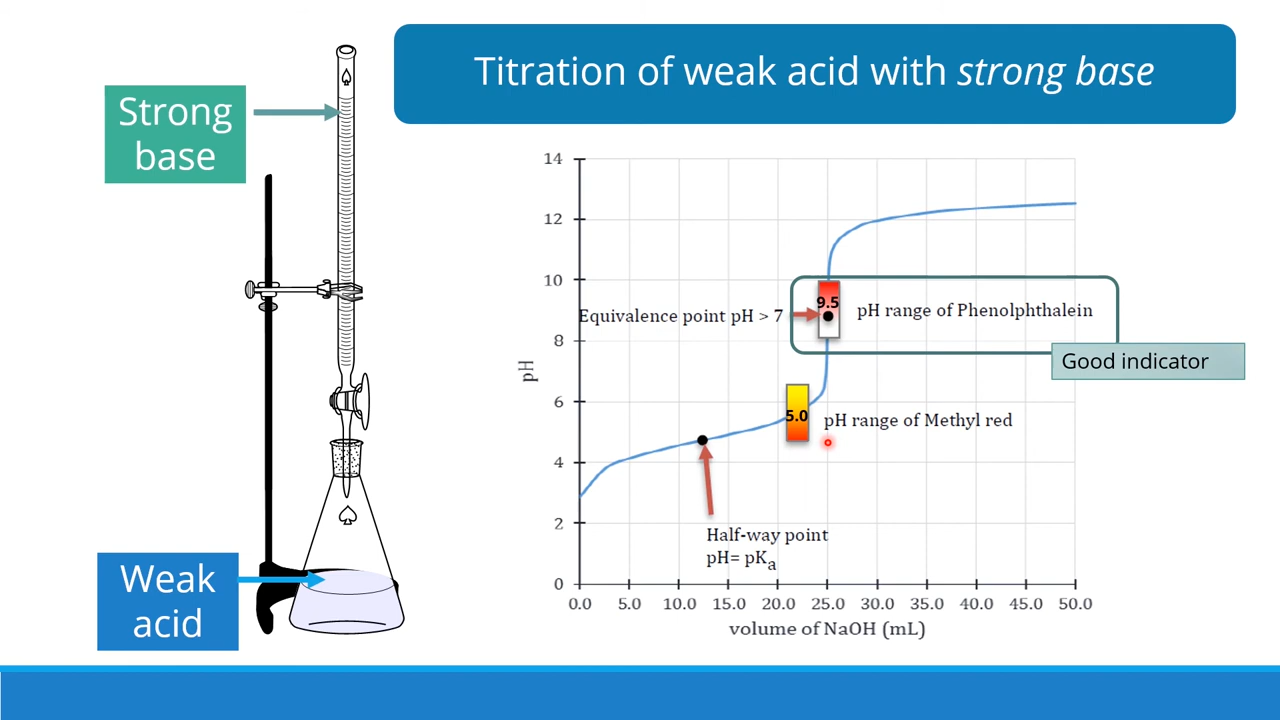 Titration of weak acid with strong base
Strong
base
Weak
acid
14
12
10
8
6
4
2
0
pH
9.5
Equivalence point pH > 7
pH range of Phenolphthalein
Good indicator
5.0
pH range of Methyl red
Half-way point
pH= pKa
0.0 5.0 10.0 15.0 20.0 25.0 30.0 35.0 40.0 45.0 50.0
volume of NaOH (mL)